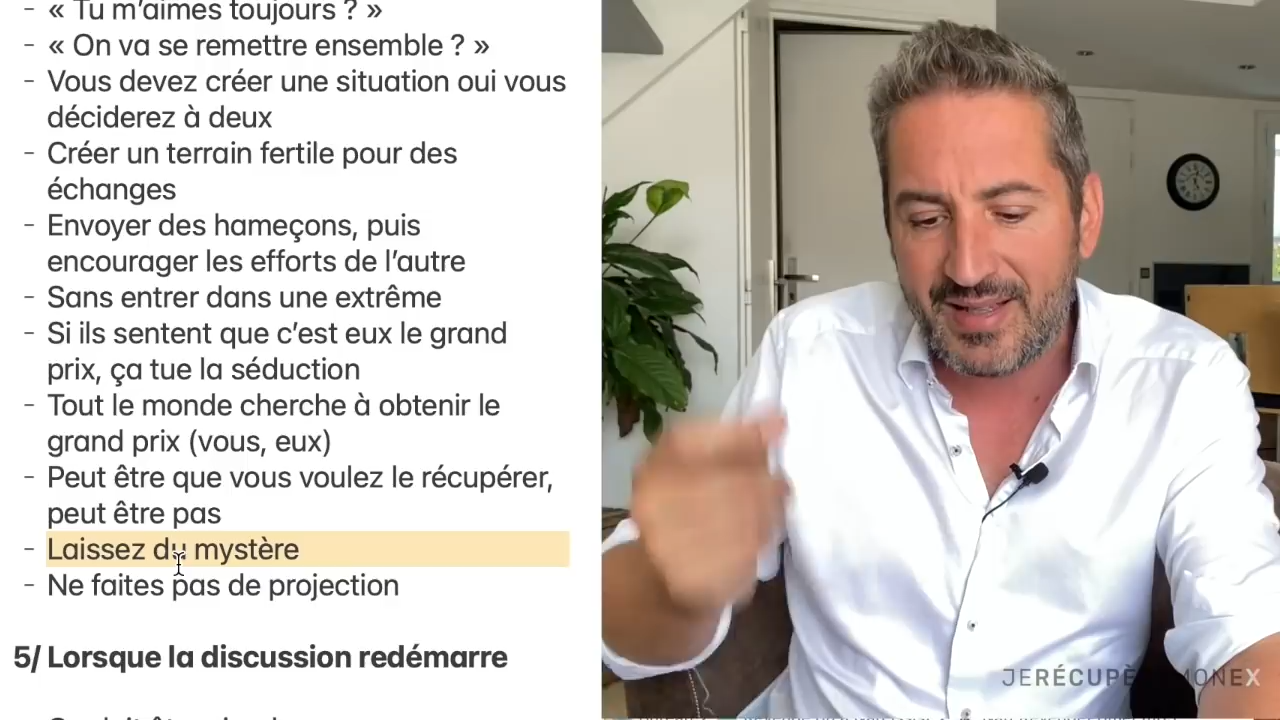 - « Tu m’aimes toujours ? »
- « On va se remettre ensemble ? »
- Vous devez créer une situation oui vous
déciderez à deux
- Créer un terrain fertile pour des
échanges
- Envoyer des hameçons, puis
encourager les efforts de l’autre
- Sans entrer dans une extrême
- Si ils sentent que c’est eux le grand
prix, ça tue la séduction
- Tout le monde cherche à obtenir le
grand prix (vous, eux)
- Peut être que vous voulez le récupérer,
peut être pas
- Laissez du mystère
- Ne faites pas de projection
5/ Lorsque la discussion redémarre